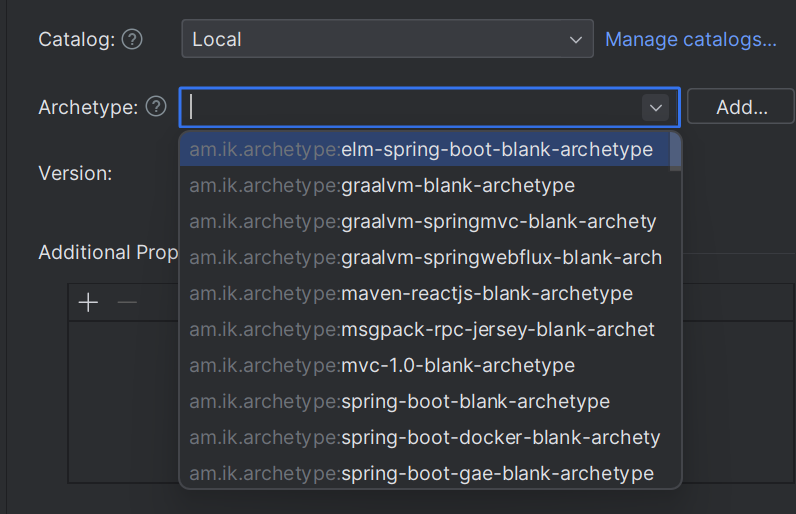 Catalog: ? Local Manage catalogs...
Archetype: ? Add...
am.ik.archetype:elm-spring-boot-blank-archetype
am.ik.archetype:graalvm-blank-archetype
Version:
am.ik.archetype:graalvm-springmvc-blank-archety
Additional Prop
am.ik.archetype:graalvm-springwebflux-blank-arch
am.ik.archetype:maven-reactjs-blank-archetype
am.ik.archetype:msgpack-rpc-jersey-blank-archet
am.ik.archetype:mvc-1.0-blank-archetype
am.ik.archetype:spring-boot-blank-archetype
am.ik.archetype:spring-boot-docker-blank-archety
am.ik.archetype:spring-boot-gae-blank-archetype